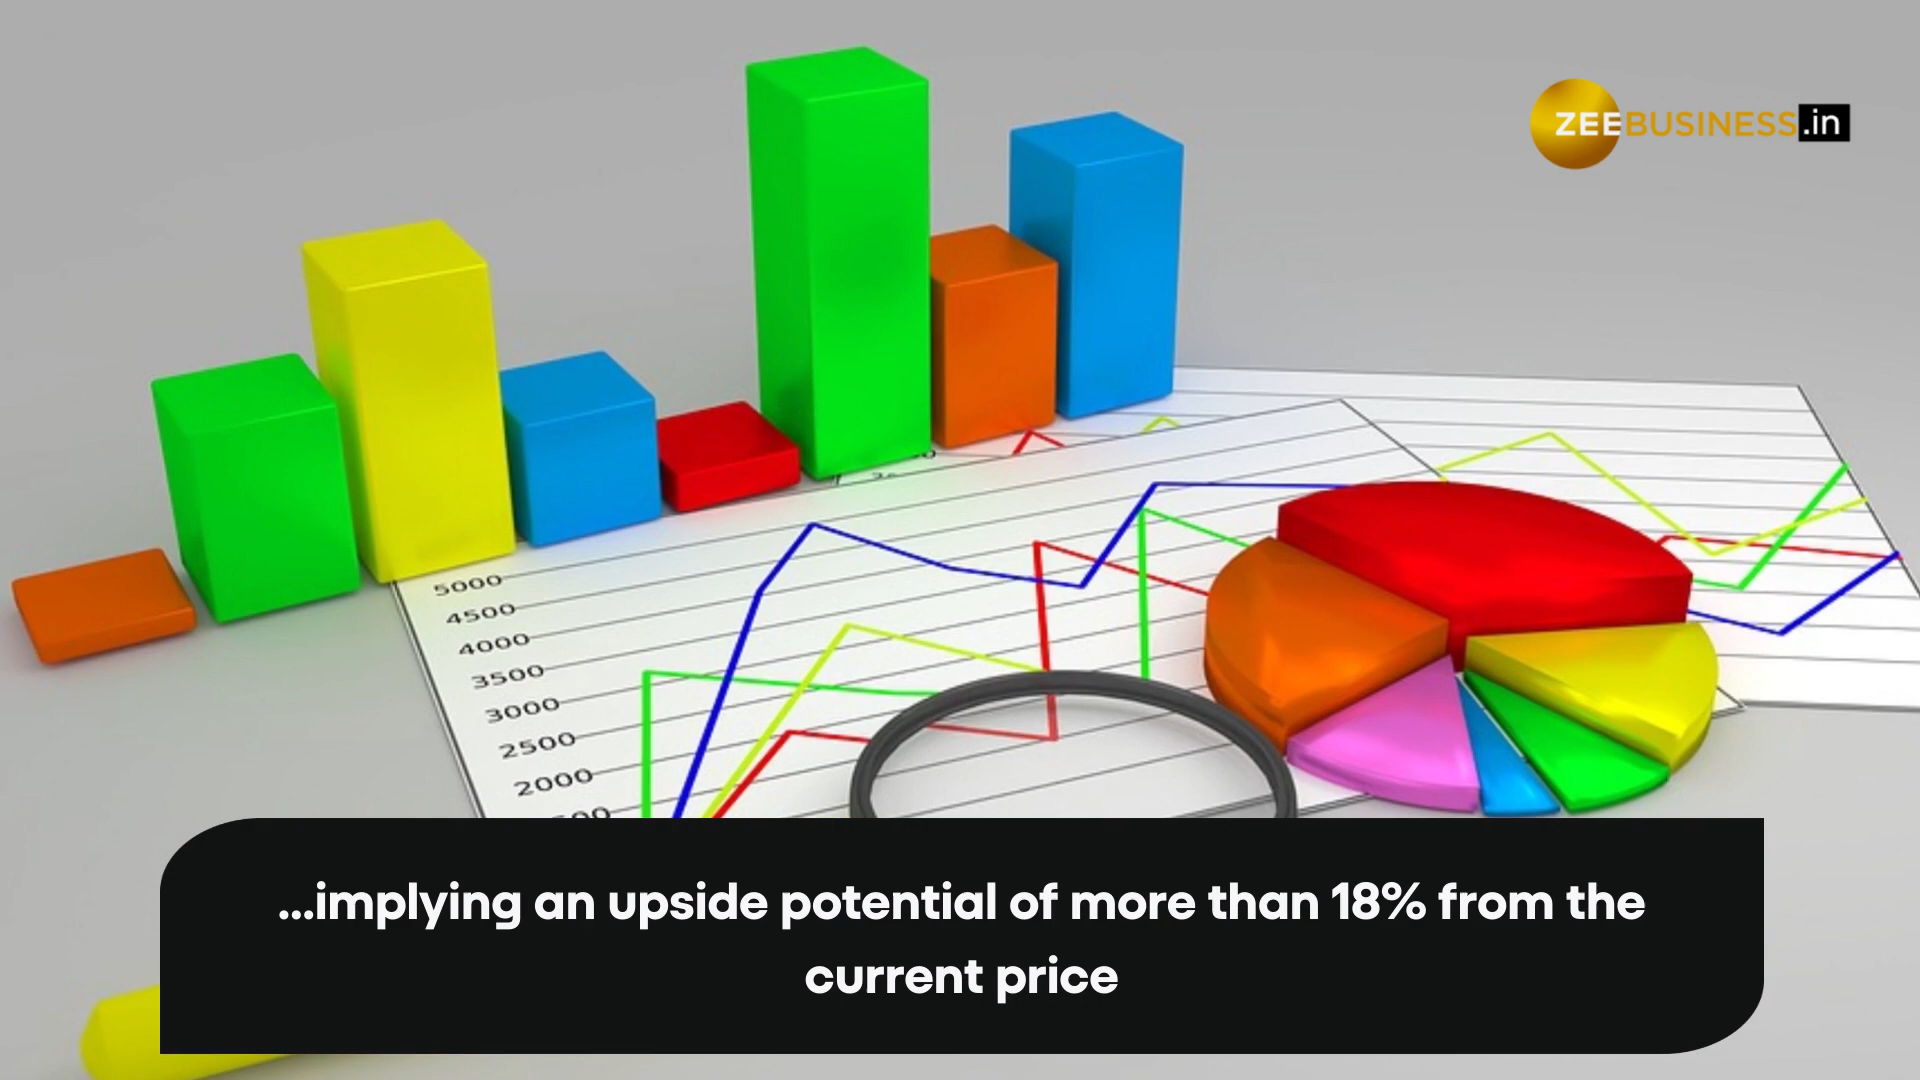 ZEEBUSINESS.in
5000
4500
4000
3500
3000
2500
2000
...implying an upside potential of more than 18% from the
current price